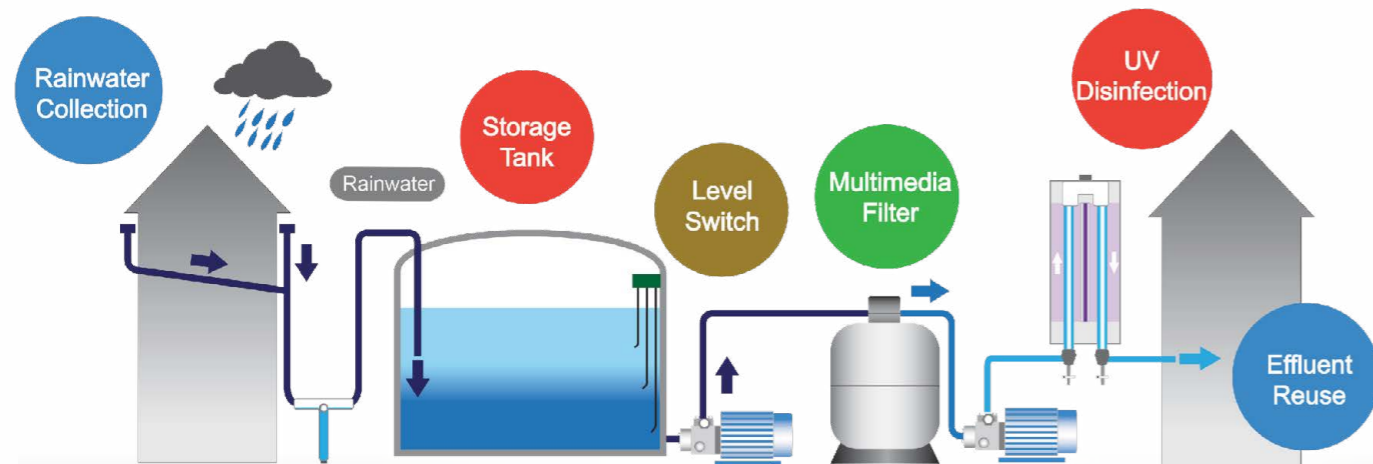 Rainwater
Collection
Rainwater
Storage
Tank
Level
Switch
Multimedia
Filter
UV
Disinfection
Effluent
Reuse